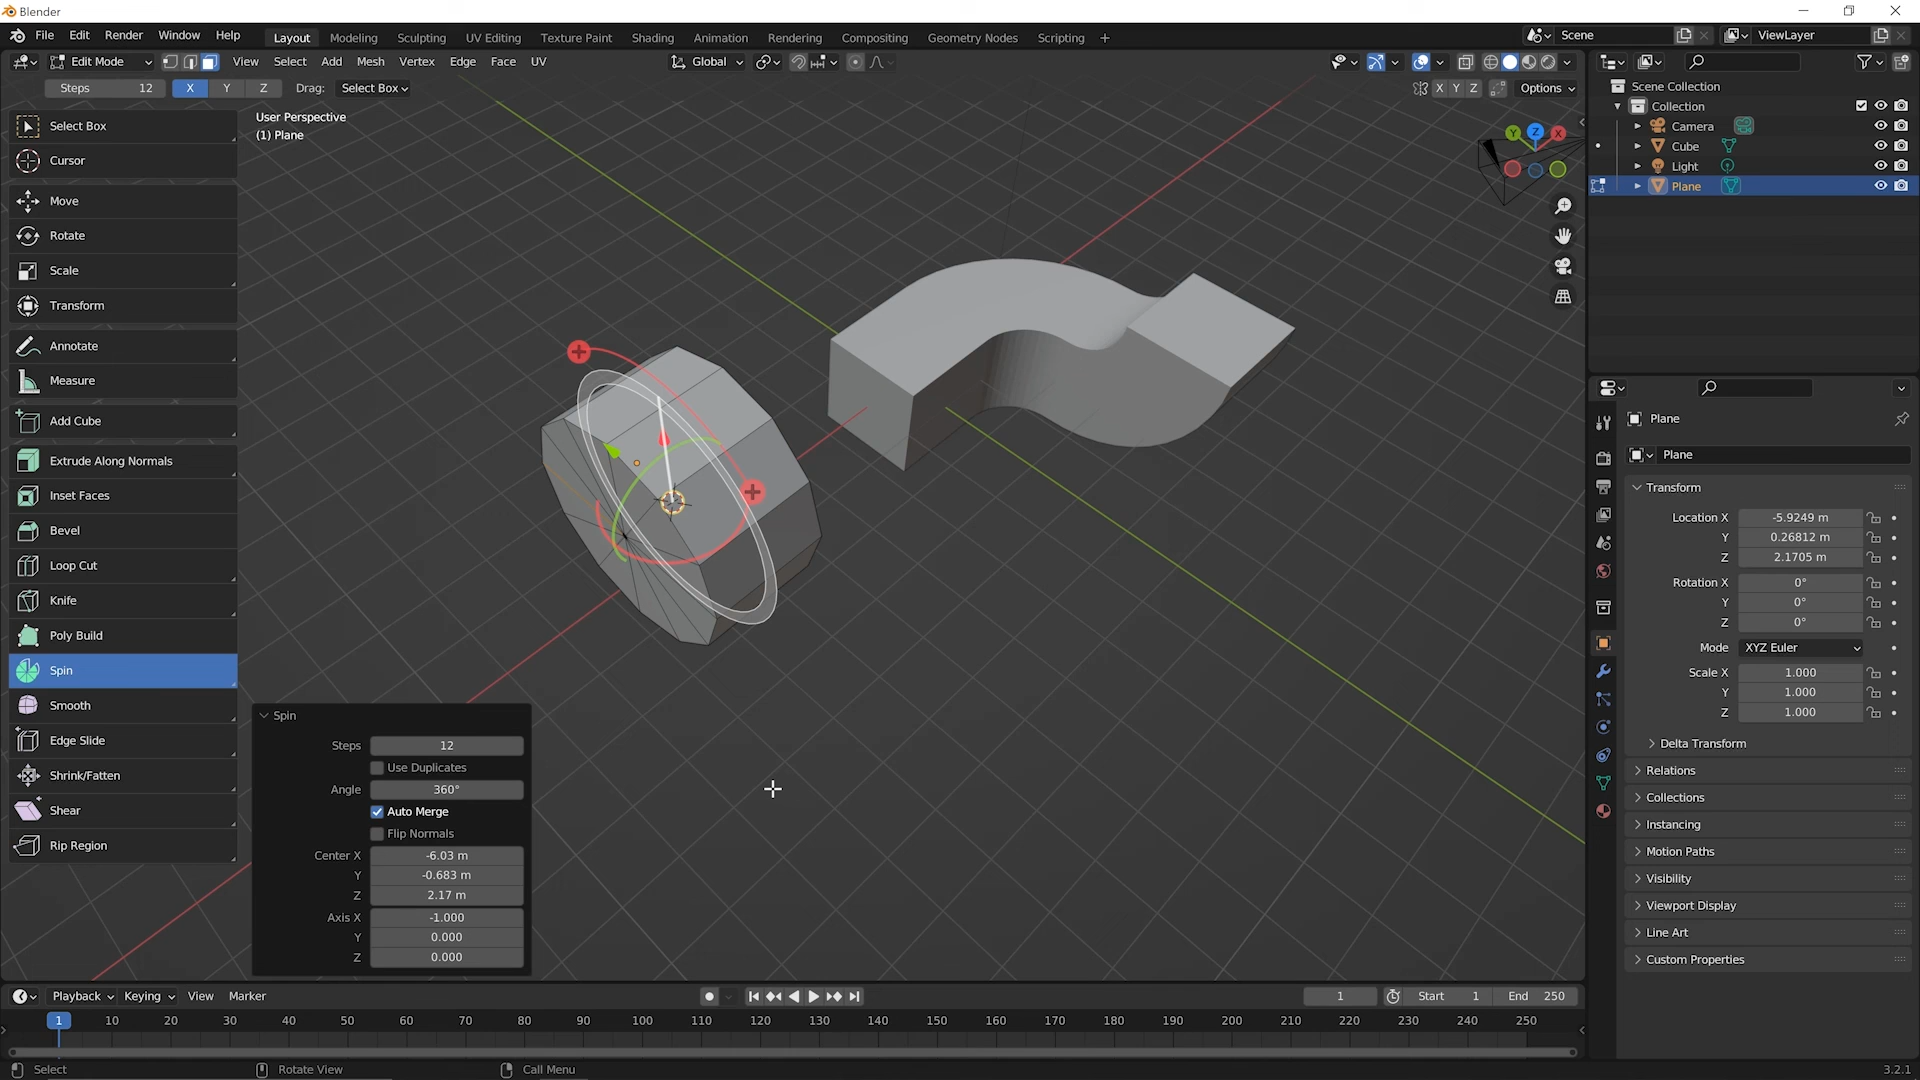 Blender
File Edit Render Window Help Layout Modeling Sculpting UV Editing Texture Paint Shading Animation Rendering Compositing Geometry Nodes Scripting + Scene ViewLayer
Edit Mode View Select Add Mesh Vertex Edge Face UV Global
Steps 12 X Y Z Drag: Select Box X Y Z Options
User Perspective
(1) Plane
Y Z X
Select Box
Cursor
Move
Rotate
Scale
Transform
Annotate
Measure
Add Cube
Extrude Along Normals
Inset Faces
Bevel
Loop Cut
Knife
Poly Build
Spin
Smooth
Edge Slide
Shrink/Fatten
Shear
Rip Region
Spin
Steps 12
Use Duplicates
Angle 360°
Auto Merge
Flip Normals
Center X -6.03 m
Y -0.683 m
Z 2.17 m
Axis X -1.000
Y 0.000
Z 0.000
Scene Collection
Collection
Camera
Cube
Light
Plane
Plane
Plane
Transform
Location X -5.9249 m
Y 0.26812 m
Z 2.1705 m
Rotation X 0°
Y 0°
Z 0°
Mode XYZ Euler
Scale X 1.000
Y 1.000
Z 1.000
Delta Transform
Relations
Collections
Instancing
Motion Paths
Visibility
Viewport Display
Line Art
Custom Properties
Playback Keying View Marker 1 Start 1 End 250
1 10 20 30 40 50 60 70 80 90 100 110 120 130 140 150 160 170 180 190 200 210 220 230 240 250
Select Rotate View Call Menu 3.2.1